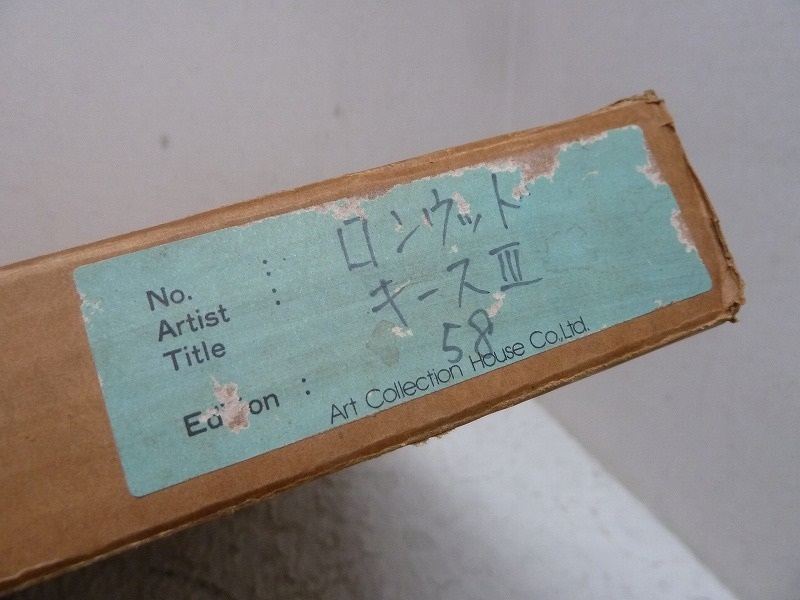 No. :
Artist : ロンウッド
Title キースIII
Edition : 58
Art Collection House Co.,Ltd.